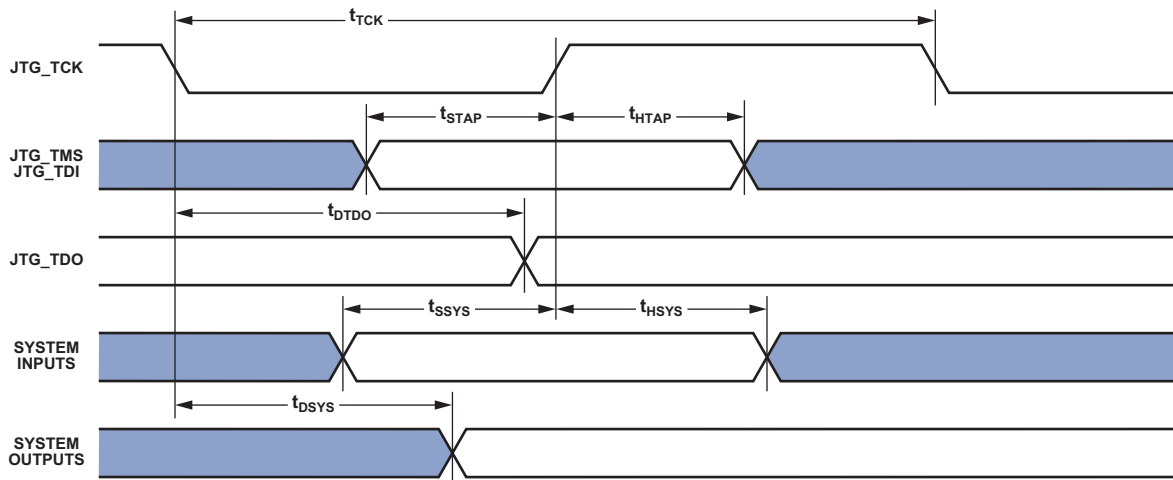 tTCK
JTG_TCK
tSTAP
tHTAP
JTG_TMS
JTG_TDI
tDTDO
JTG_TDO
tSSYS
tHSYS
SYSTEM
INPUTS
tDSYS
SYSTEM
OUTPUTS